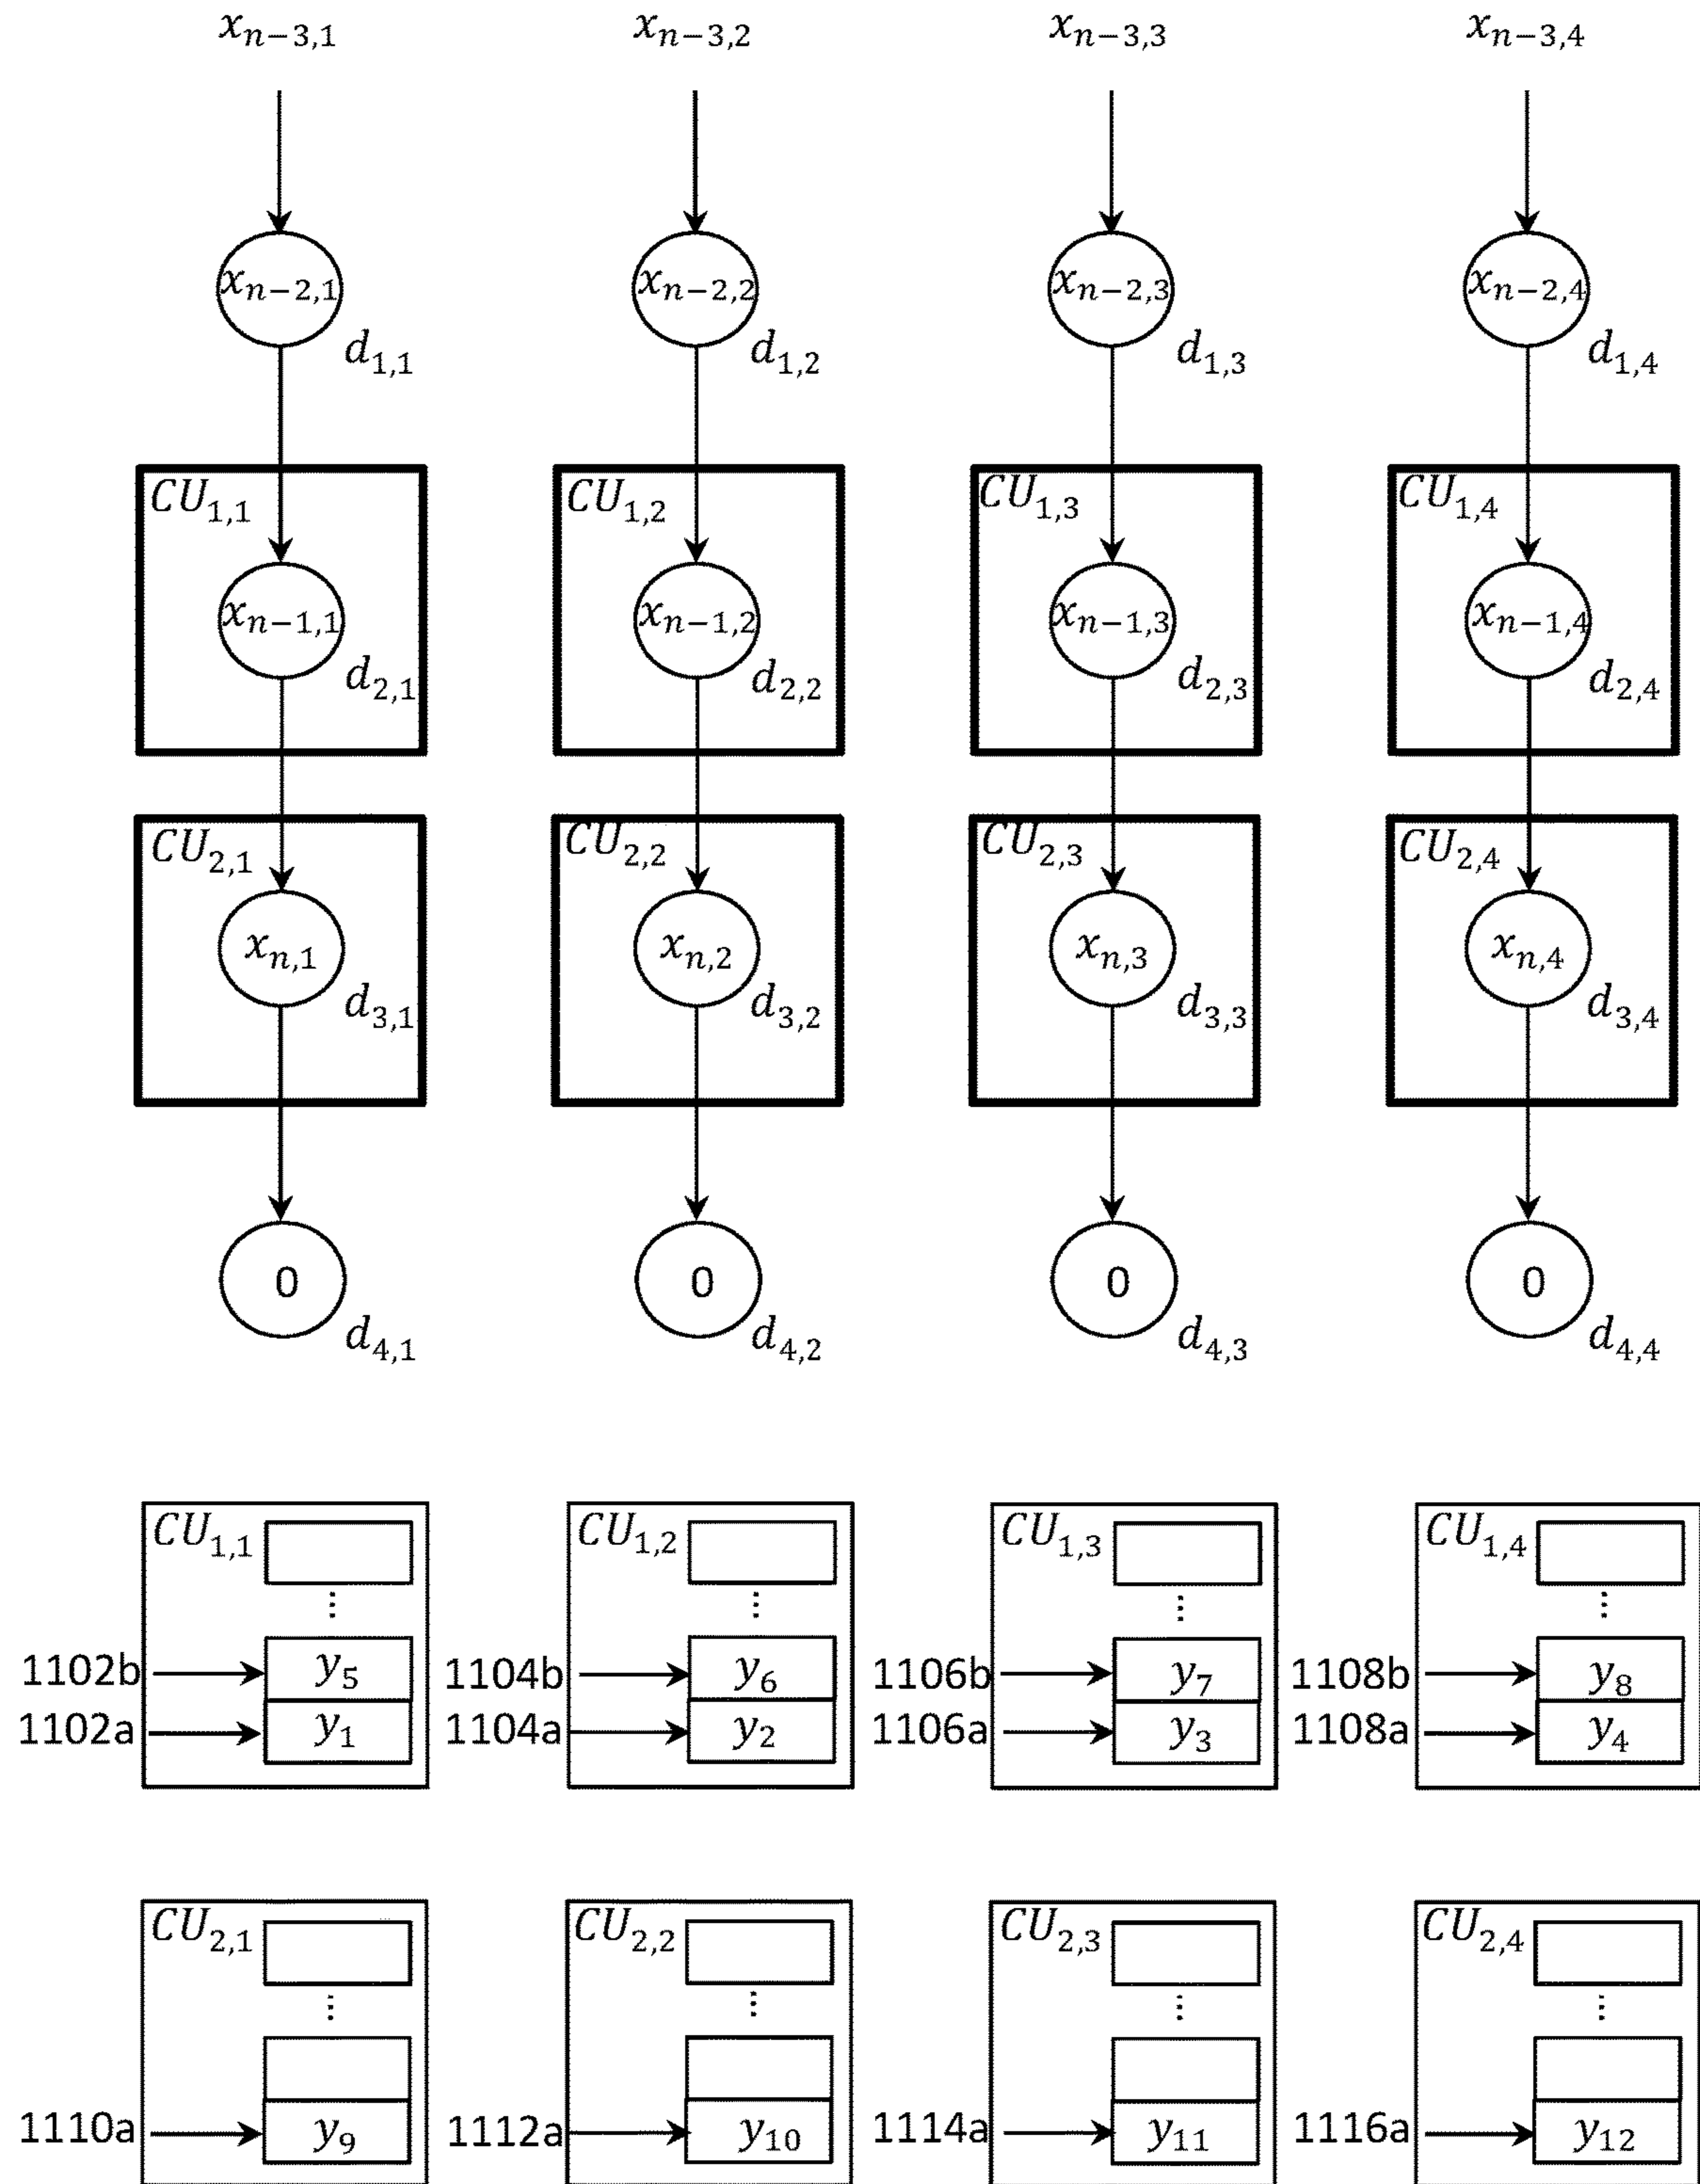 x_{n-3,1} x_{n-3,2} x_{n-3,3} x_{n-3,4}
x_{n-2,1} x_{n-2,2} x_{n-2,3} x_{n-2,4}
d_{1,1} d_{1,2} d_{1,3} d_{1,4}
CU_{1,1} CU_{1,2} CU_{1,3} CU_{1,4}
x_{n-1,1} x_{n-1,2} x_{n-1,3} x_{n-1,4}
d_{2,1} d_{2,2} d_{2,3} d_{2,4}
CU_{2,1} CU_{2,2} CU_{2,3} CU_{2,4}
x_{n,1} x_{n,2} x_{n,3} x_{n,4}
d_{3,1} d_{3,2} d_{3,3} d_{3,4}
0 0 0 0
d_{4,1} d_{4,2} d_{4,3} d_{4,4}
CU_{1,1} CU_{1,2} CU_{1,3} CU_{1,4}
⋮ ⋮ ⋮ ⋮
1102b y_5 1104b y_6 1106b y_7 1108b y_8
1102a y_1 1104a y_2 1106a y_3 1108a y_4
CU_{2,1} CU_{2,2} CU_{2,3} CU_{2,4}
⋮ ⋮ ⋮ ⋮
1110a y_9 1112a y_{10} 1114a y_{11} 1116a y_{12}